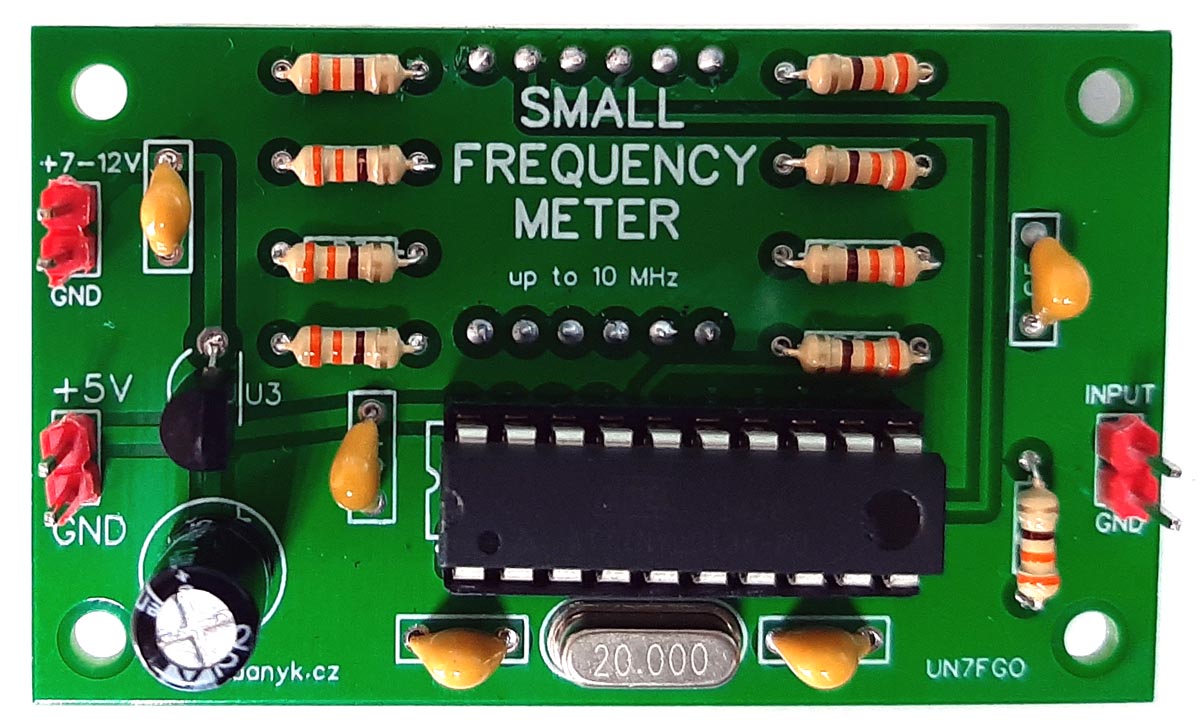 SMALL
FREQUENCY
METER
up to 10 MHz
+7-12V
GND
+5V
GND
U3
INPUT
GND
20.000
danyk.cz
UN7FGO